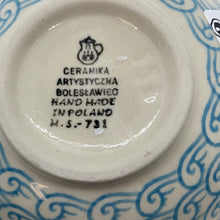 CERAMIKA
ARTYSTYCZNA
BOLESŁAWIEC
HAND MADE
IN POLAND
M.S.-731